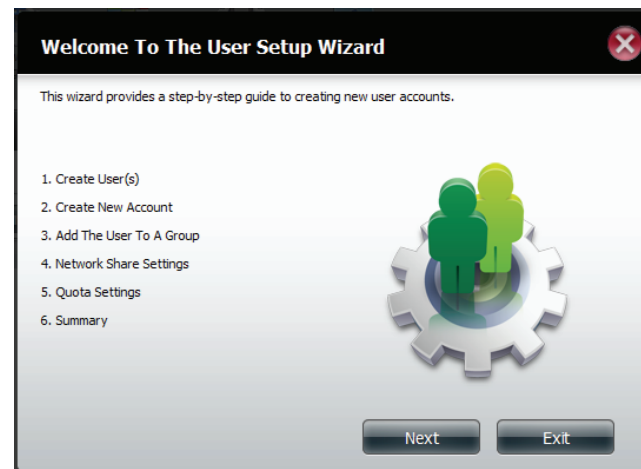 Welcome To The User Setup Wizard
This wizard provides a step-by-step guide to creating new user accounts.
1. Create User(s)
2. Create New Account
3. Add The User To A Group
4. Network Share Settings
5. Quota Settings
6. Summary
Next
Exit